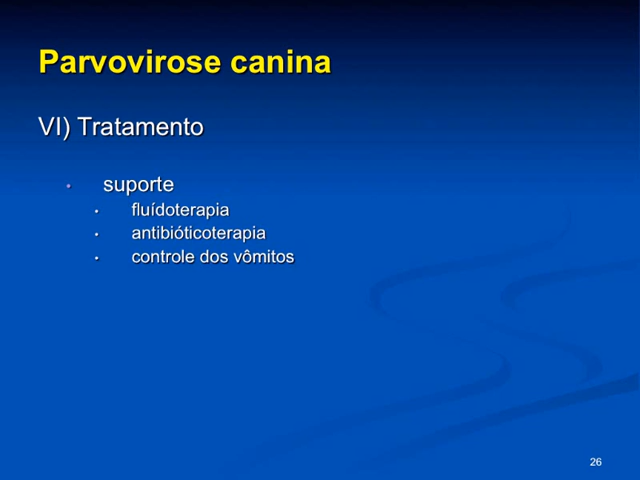 Parvovirose canina
VI) Tratamento
• suporte
• fluídoterapia
• antibióticoterapia
• controle dos vômitos
26